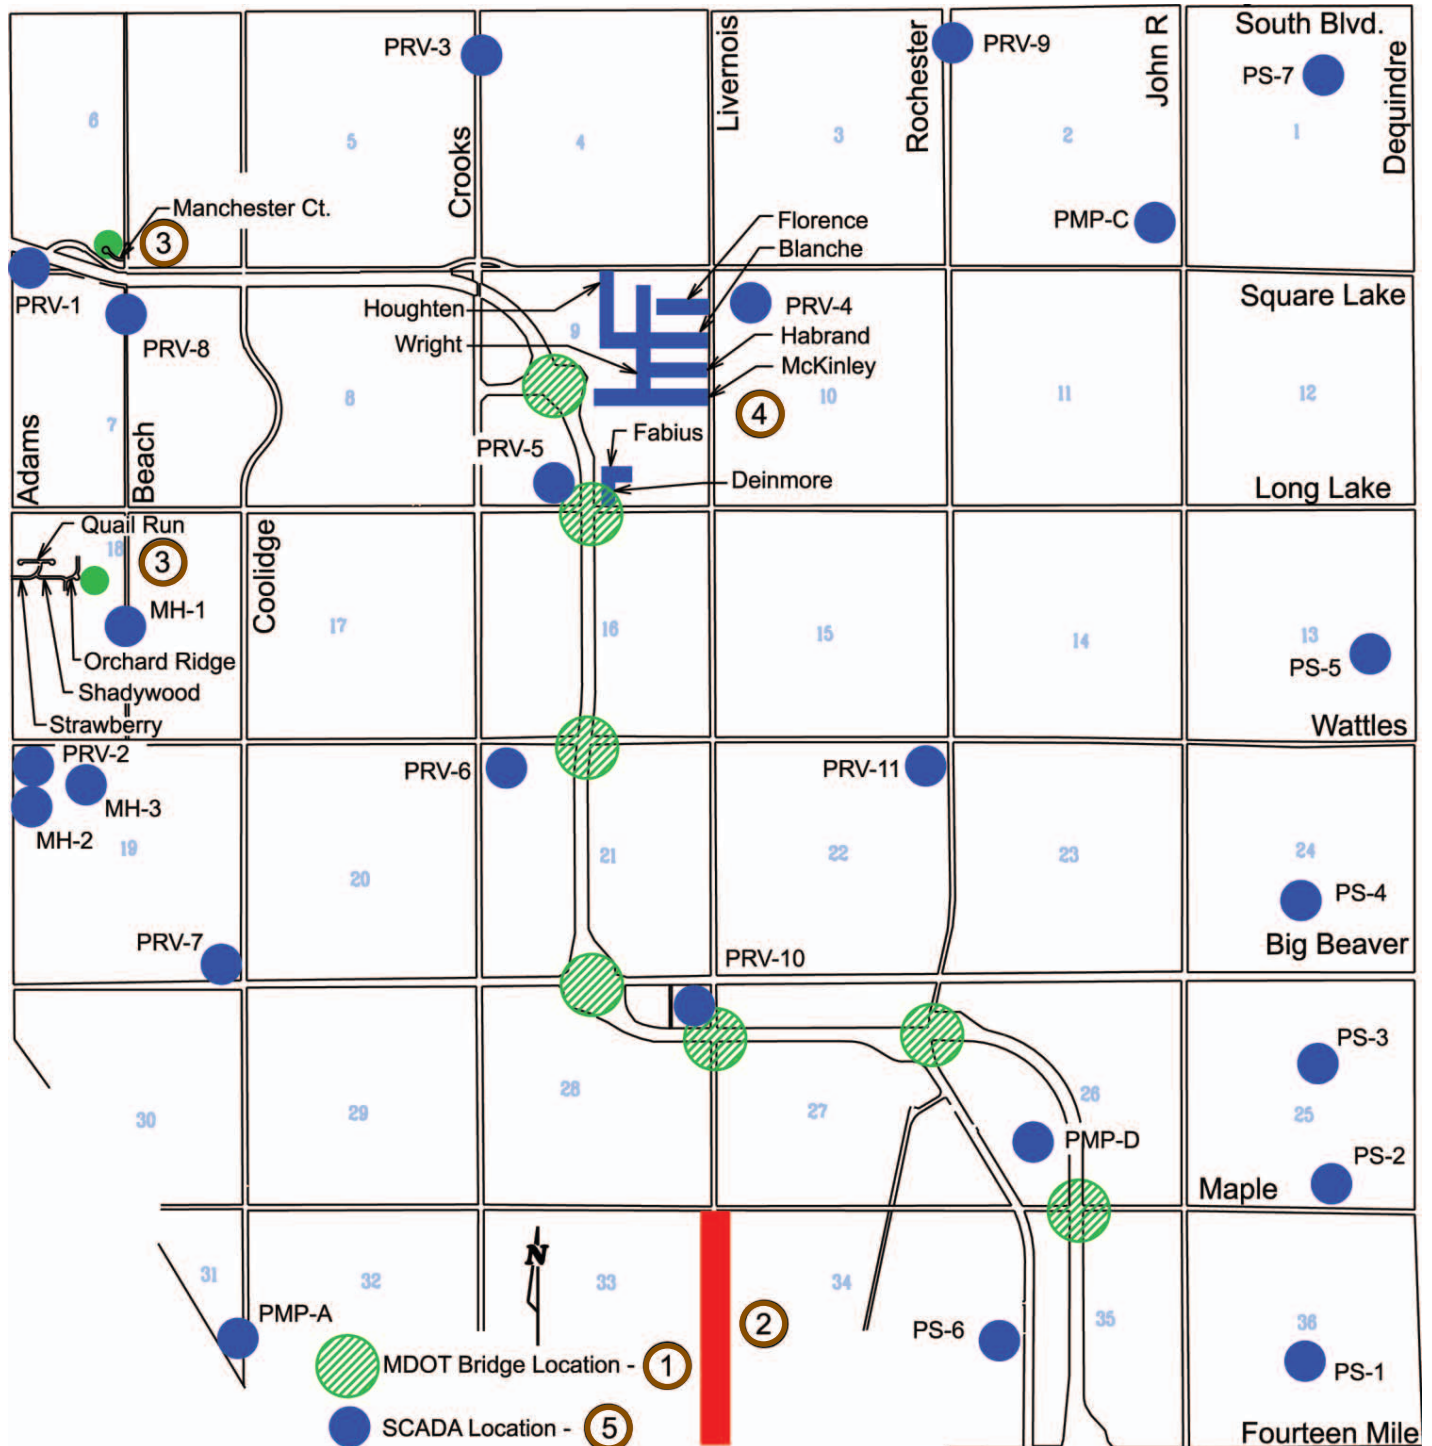 South Blvd.
PRV-3
PRV-9
PS-7
Livernois
Rochester
John R
Dequindre
Crooks
6
5
4
3
2
1
Manchester Ct.
3
Florence
Blanche
PMP-C
PRV-1
PRV-8
Houghten
Wright
9
PRV-4
Habrand
McKinley
Square Lake
7
8
10
11
12
4
Adams
Beach
PRV-5
Fabius
Deinmore
Long Lake
Quail Run
18
3
Coolidge
MH-1
Orchard Ridge
Shadywood
Strawberry
17
16
15
14
13
PS-5
Wattles
PRV-2
MH-3
MH-2
PRV-6
PRV-11
19
20
21
22
23
24
PS-4
PRV-7
PRV-10
Big Beaver
PS-3
30
29
28
27
26
25
PMP-D
PS-2
Maple
31
32
N
33
34
35
36
PMP-A
2
PS-6
PS-1
MDOT Bridge Location - 1
SCADA Location - 5
Fourteen Mile